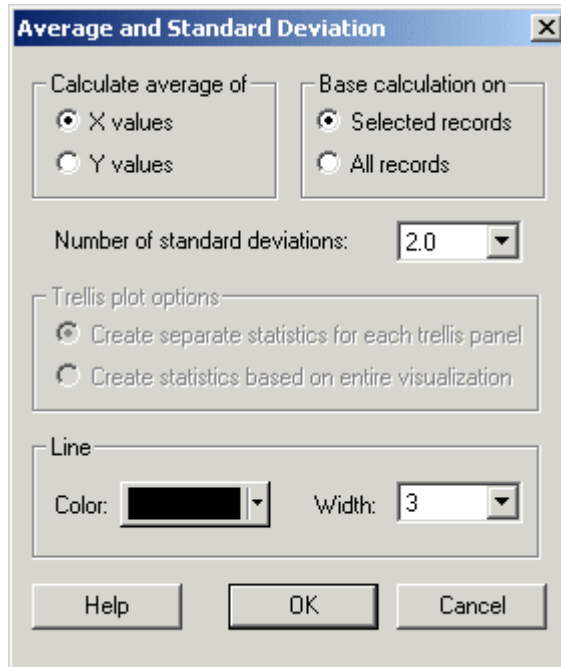 Average and Standard Deviation
Calculate average of
X values
Y values
Base calculation on
Selected records
All records
Number of standard deviations: 2.0
Trellis plot options
Create separate statistics for each trellis panel
Create statistics based on entire visualization
Line
Color: Width: 3
Help OK Cancel